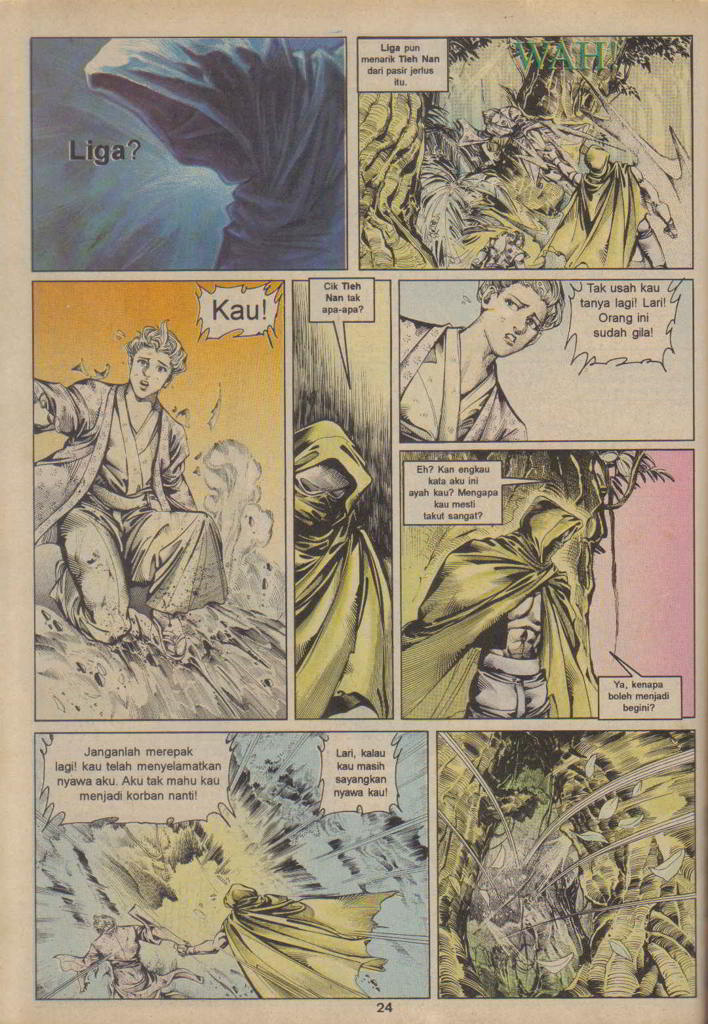 Liga?
Liga pun
menarik Tieh Nan
dari pasir jerlus
itu.
WAH!
Kau!
Cik Tieh
Nan tak
apa-apa?
Tak usah kau
tanya lagi! Lari!
Orang ini
sudah gila!
Eh? Kan engkau
kata aku ini
ayah kau? Mengapa
kau mesti
takut sangat?
Ya, kenapa
boleh menjadi
begini?
Janganlah merepak
lagi! kau telah menyelamatkan
nyawa aku. Aku tak mahu kau
menjadi korban nanti!
Lari, kalau
kau masih
sayangkan
nyawa kau!
24